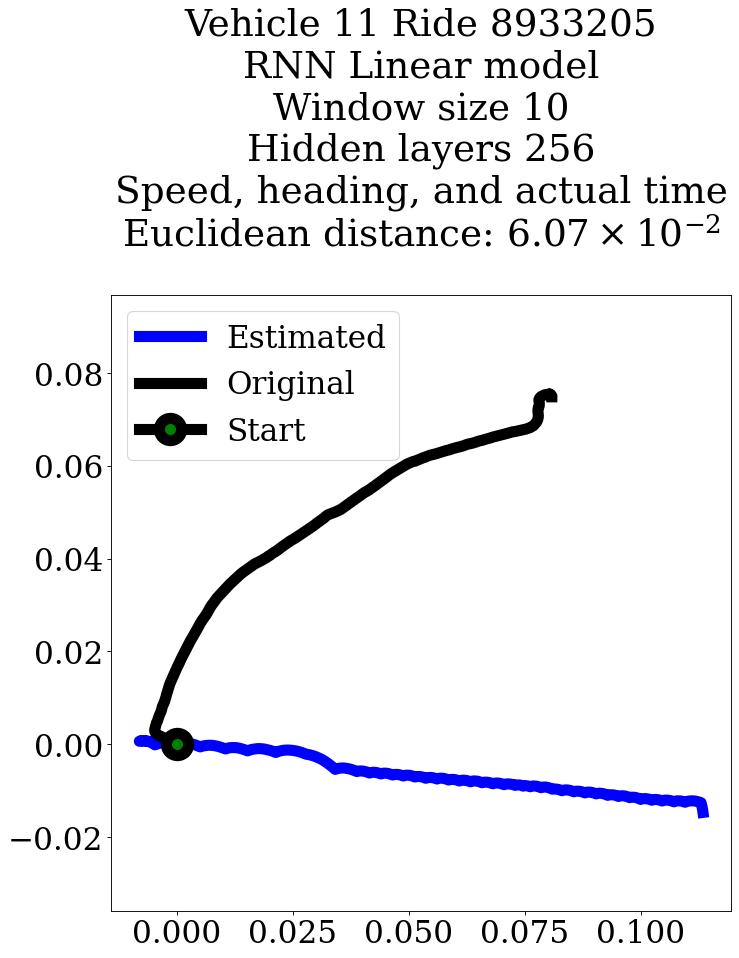 Vehicle 11 Ride 8933205
RNN Linear model
Window size 10
Hidden layers 256
Speed, heading, and actual time
Euclidean distance: 6.07 × 10⁻²
Estimated
Original
Start
0.08
0.06
0.04
0.02
0.00
−0.02
0.000 0.025 0.050 0.075 0.100